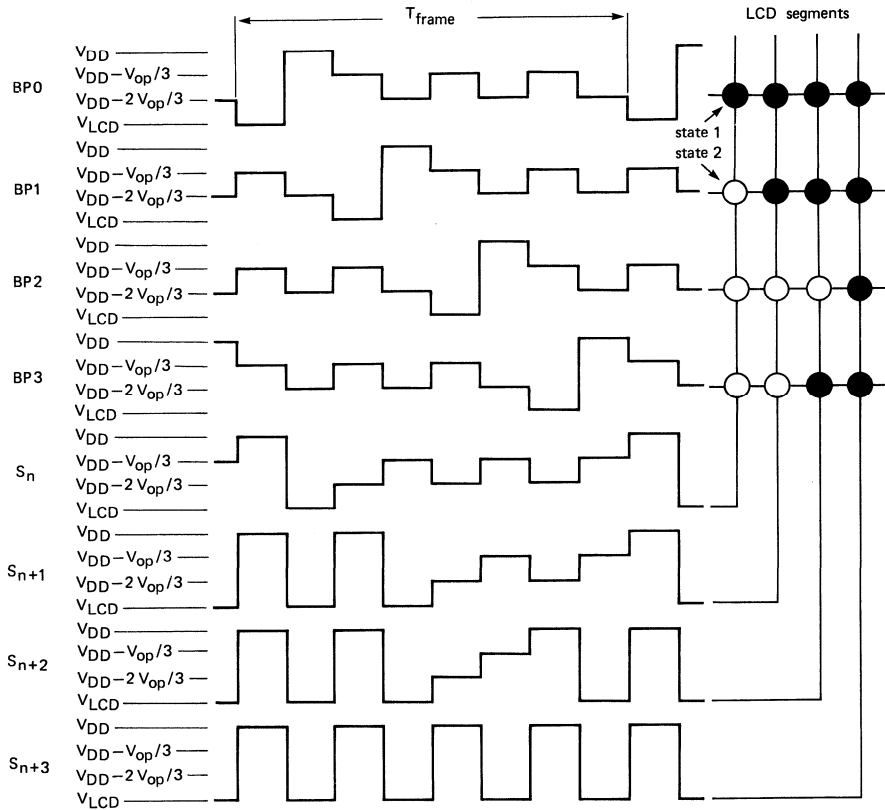 T_frame
LCD segments
BP0
V_DD
V_DD−V_op/3
V_DD−2 V_op/3
V_LCD
state 1
state 2
BP1
V_DD
V_DD−V_op/3
V_DD−2 V_op/3
V_LCD
BP2
V_DD
V_DD−V_op/3
V_DD−2 V_op/3
V_LCD
BP3
V_DD
V_DD−V_op/3
V_DD−2 V_op/3
V_LCD
S_n
V_DD
V_DD−V_op/3
V_DD−2 V_op/3
V_LCD
S_n+1
V_DD
V_DD−V_op/3
V_DD−2 V_op/3
V_LCD
S_n+2
V_DD
V_DD−V_op/3
V_DD−2 V_op/3
V_LCD
S_n+3
V_DD
V_DD−V_op/3
V_DD−2 V_op/3
V_LCD